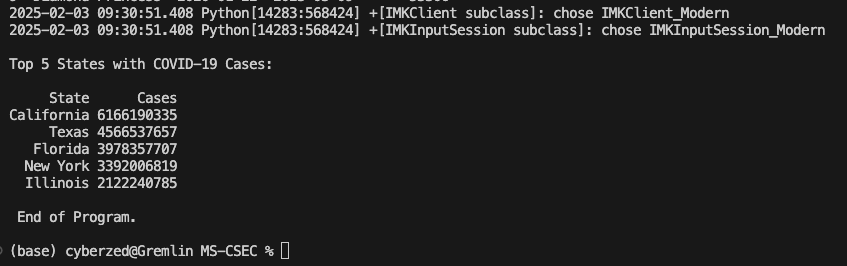 2025-02-03 09:30:51.408 Python[14283:568424] +[IMKClient subclass]: chose IMKClient_Modern
2025-02-03 09:30:51.408 Python[14283:568424] +[IMKInputSession subclass]: chose IMKInputSession_Modern
Top 5 States with COVID-19 Cases:
State Cases
California 6166190335
Texas 4566537657
Florida 3978357707
New York 3392006819
Illinois 2122240785
End of Program.
(base) cyberzed@Gremlin MS-CSEC %